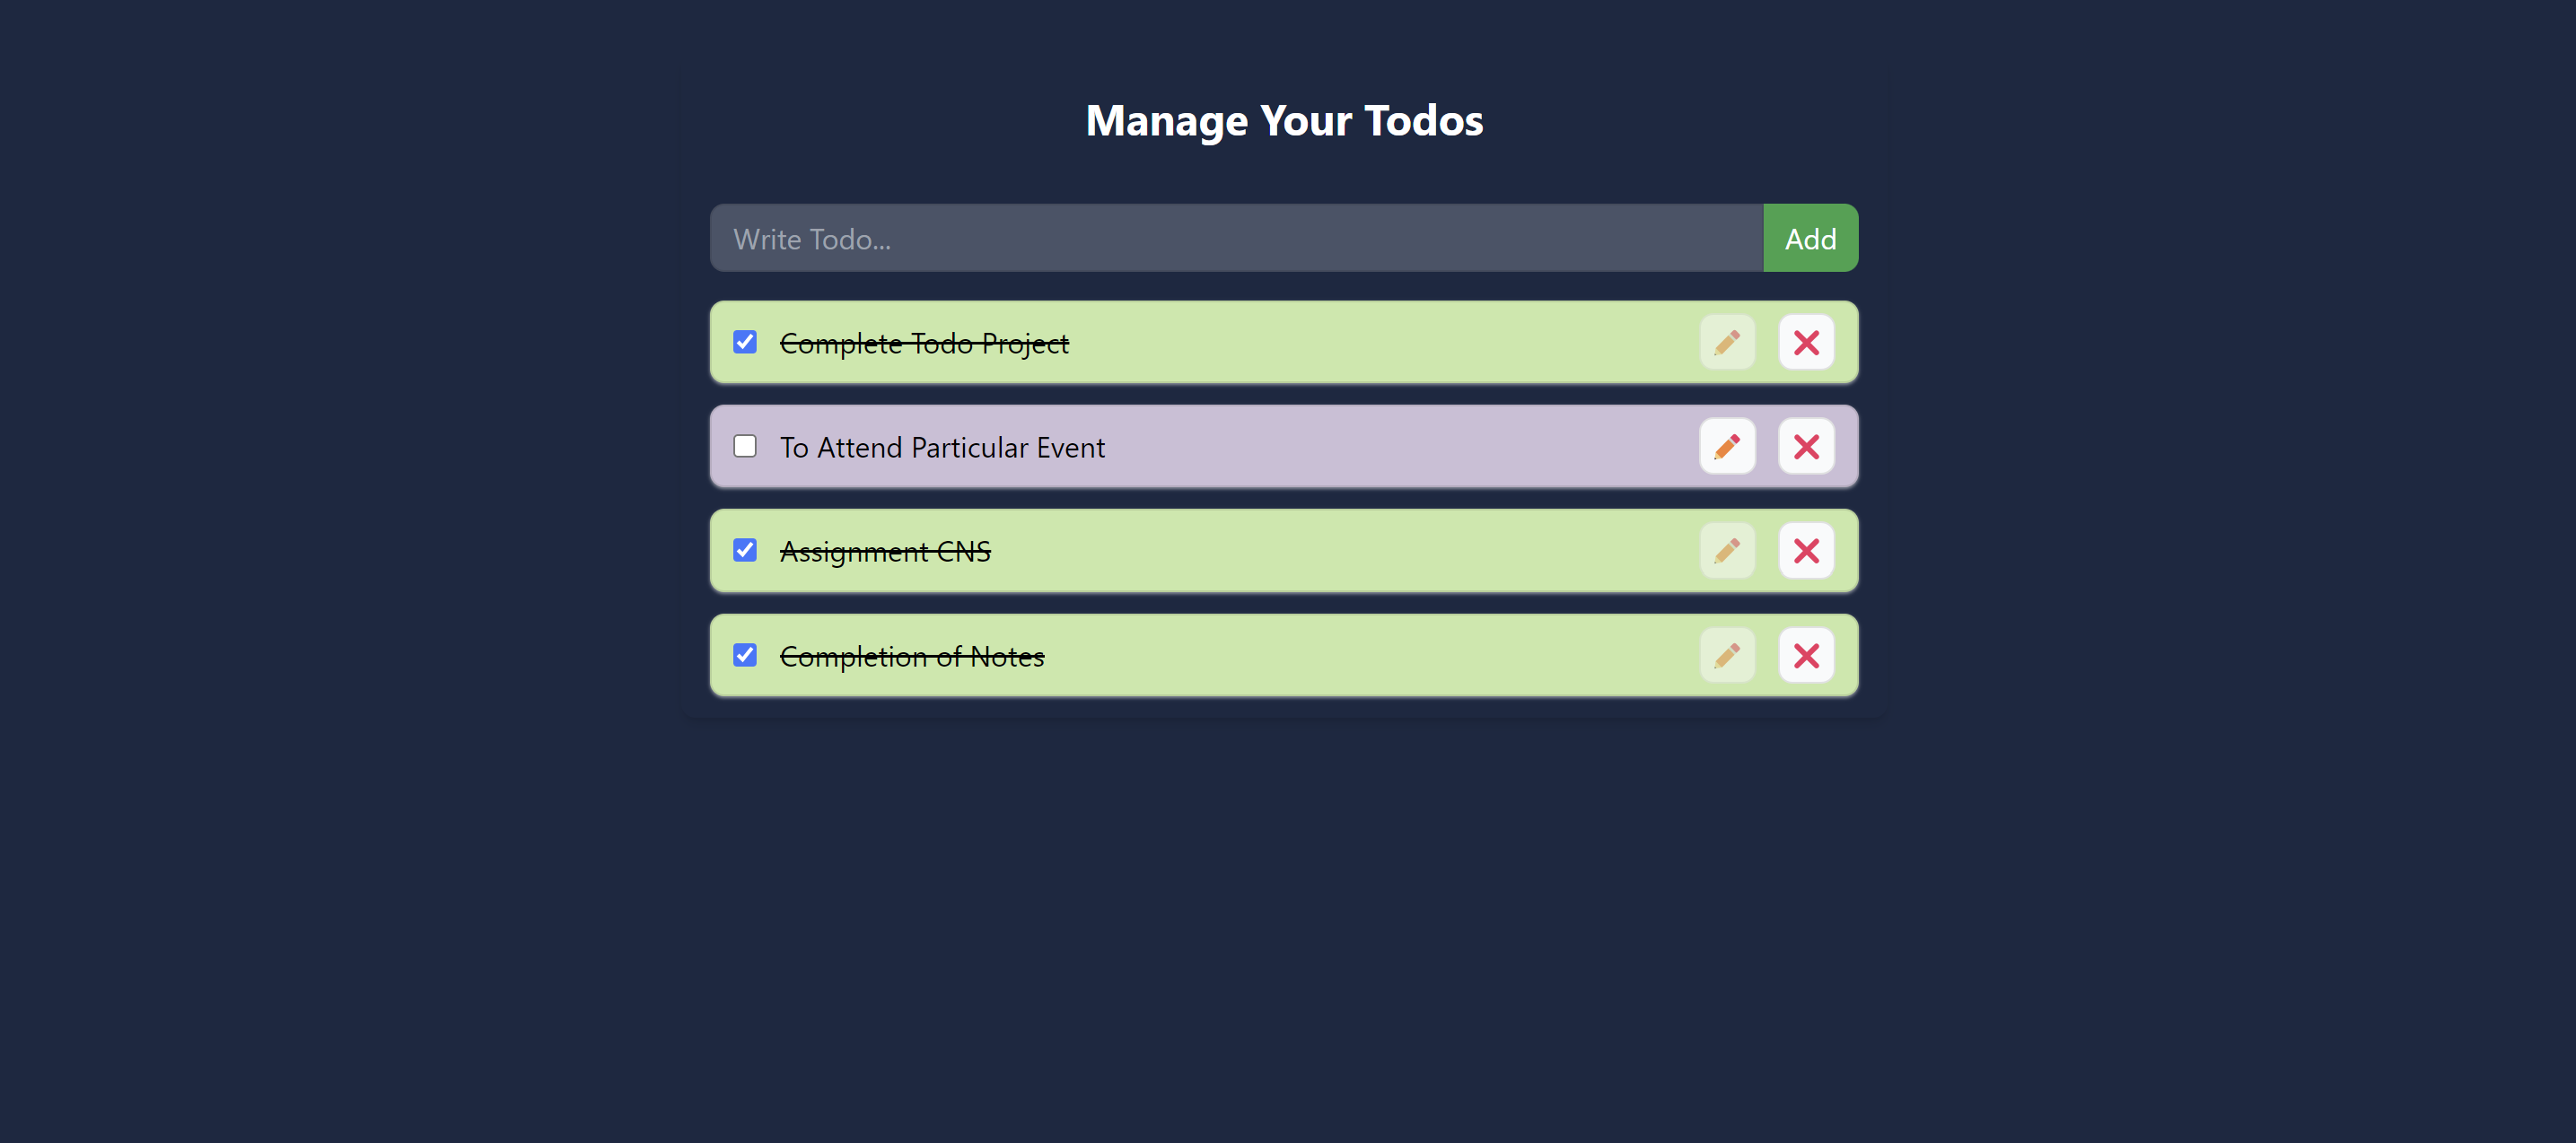 Manage Your Todos
Write Todo...
Add
Complete Todo Project
To Attend Particular Event
Assignment CNS
Completion of Notes